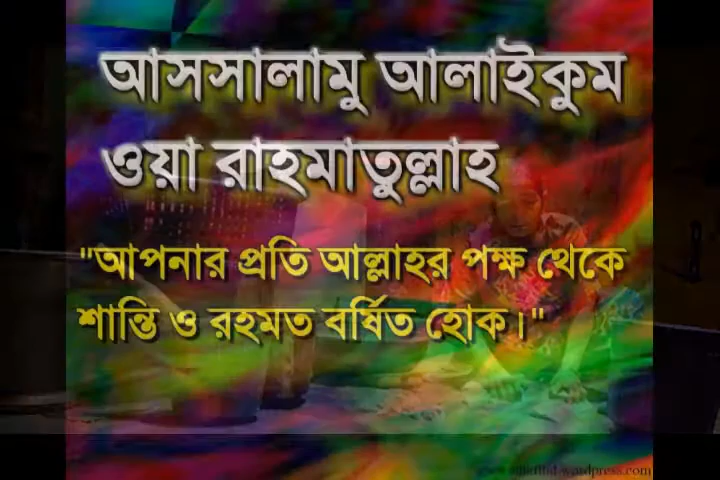 আসসালামু আলাইকুম
ওয়া রাহমাতুল্লাহ
"আপনার প্রতি আল্লাহর পক্ষ থেকে
শান্তি ও রহমত বর্ষিত হোক।"